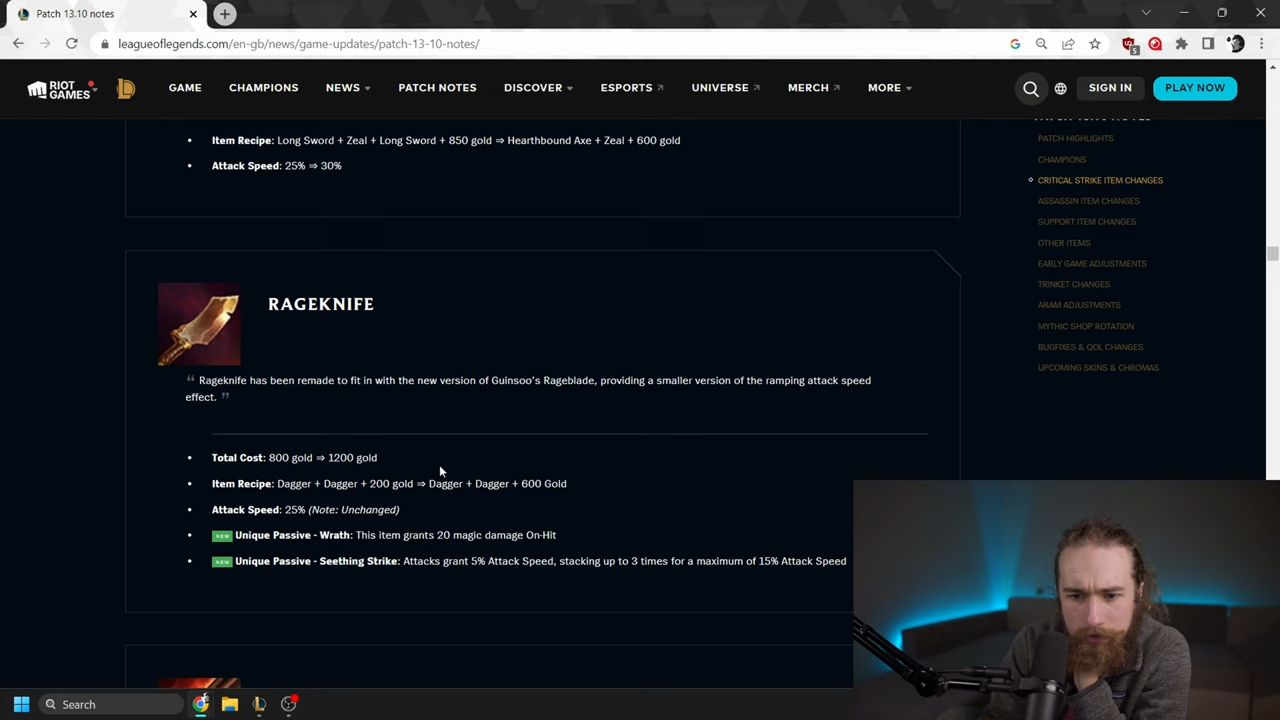 Patch 13.10 notes
leagueoflegends.com/en-gb/news/game-updates/patch-13-10-notes/
5
RIOT GAMES
GAME CHAMPIONS NEWS PATCH NOTES DISCOVER ESPORTS UNIVERSE MERCH MORE SIGN IN PLAY NOW
Item Recipe: Long Sword + Zeal + Long Sword + 850 gold ⇒ Hearthbound Axe + Zeal + 600 gold
Attack Speed: 25% ⇒ 30%
RAGEKNIFE
“ Rageknife has been remade to fit in with the new version of Guinsoo's Rageblade, providing a smaller version of the ramping attack speed
effect. ”
Total Cost: 800 gold ⇒ 1200 gold
Item Recipe: Dagger + Dagger + 200 gold ⇒ Dagger + Dagger + 600 Gold
Attack Speed: 25% (Note: Unchanged)
NEW Unique Passive - Wrath: This item grants 20 magic damage On-Hit
NEW Unique Passive - Seething Strike: Attacks grant 5% Attack Speed, stacking up to 3 times for a maximum of 15% Attack Speed
PATCH HIGHLIGHTS
CHAMPIONS
CRITICAL STRIKE ITEM CHANGES
ASSASSIN ITEM CHANGES
SUPPORT ITEM CHANGES
OTHER ITEMS
EARLY GAME ADJUSTMENTS
TRINKET CHANGES
ARAM ADJUSTMENTS
MYTHIC SHOP ROTATION
BUGFIXES & QOL CHANGES
UPCOMING SKINS & CHROMAS
Search